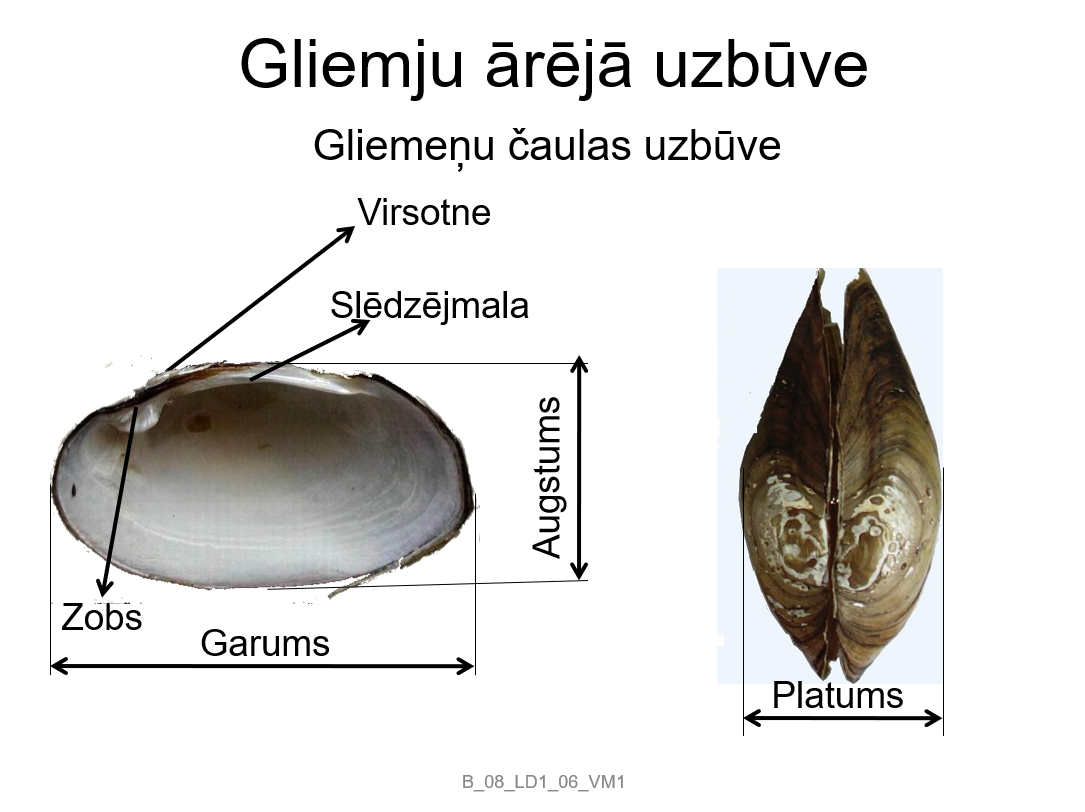 Gliemju ārējā uzbūve
Gliemeņu čaulas uzbūve
Virsotne
Slēdzējmala
Augstums
Zobs
Garums
Platums
B_08_LD1_06_VM1